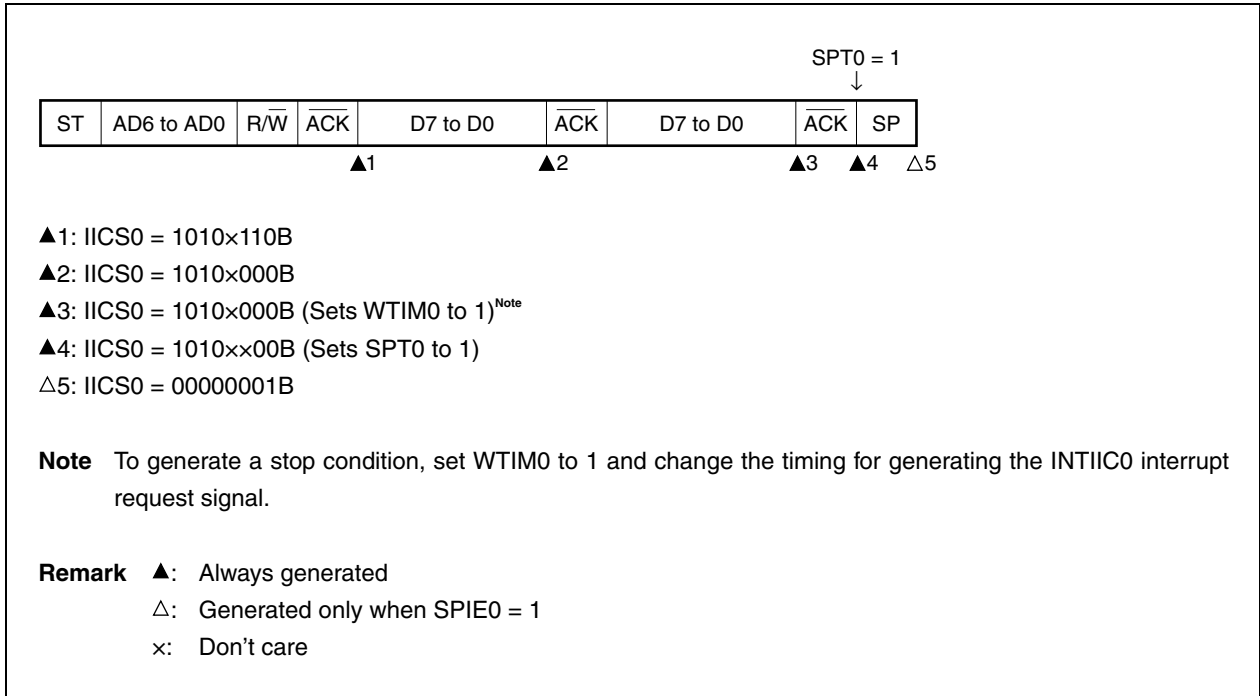 SPT0 = 1
↓
ST AD6 to AD0 R/W̅ A̅C̅K̅ D7 to D0 A̅C̅K̅ D7 to D0 A̅C̅K̅ SP
▲1 ▲2 ▲3 ▲4 △5
▲1: IICS0 = 1010×110B
▲2: IICS0 = 1010×000B
▲3: IICS0 = 1010×000B (Sets WTIM0 to 1)Note
▲4: IICS0 = 1010××00B (Sets SPT0 to 1)
△5: IICS0 = 00000001B
Note To generate a stop condition, set WTIM0 to 1 and change the timing for generating the INTIIC0 interrupt
request signal.
Remark ▲: Always generated
△: Generated only when SPIE0 = 1
×: Don't care